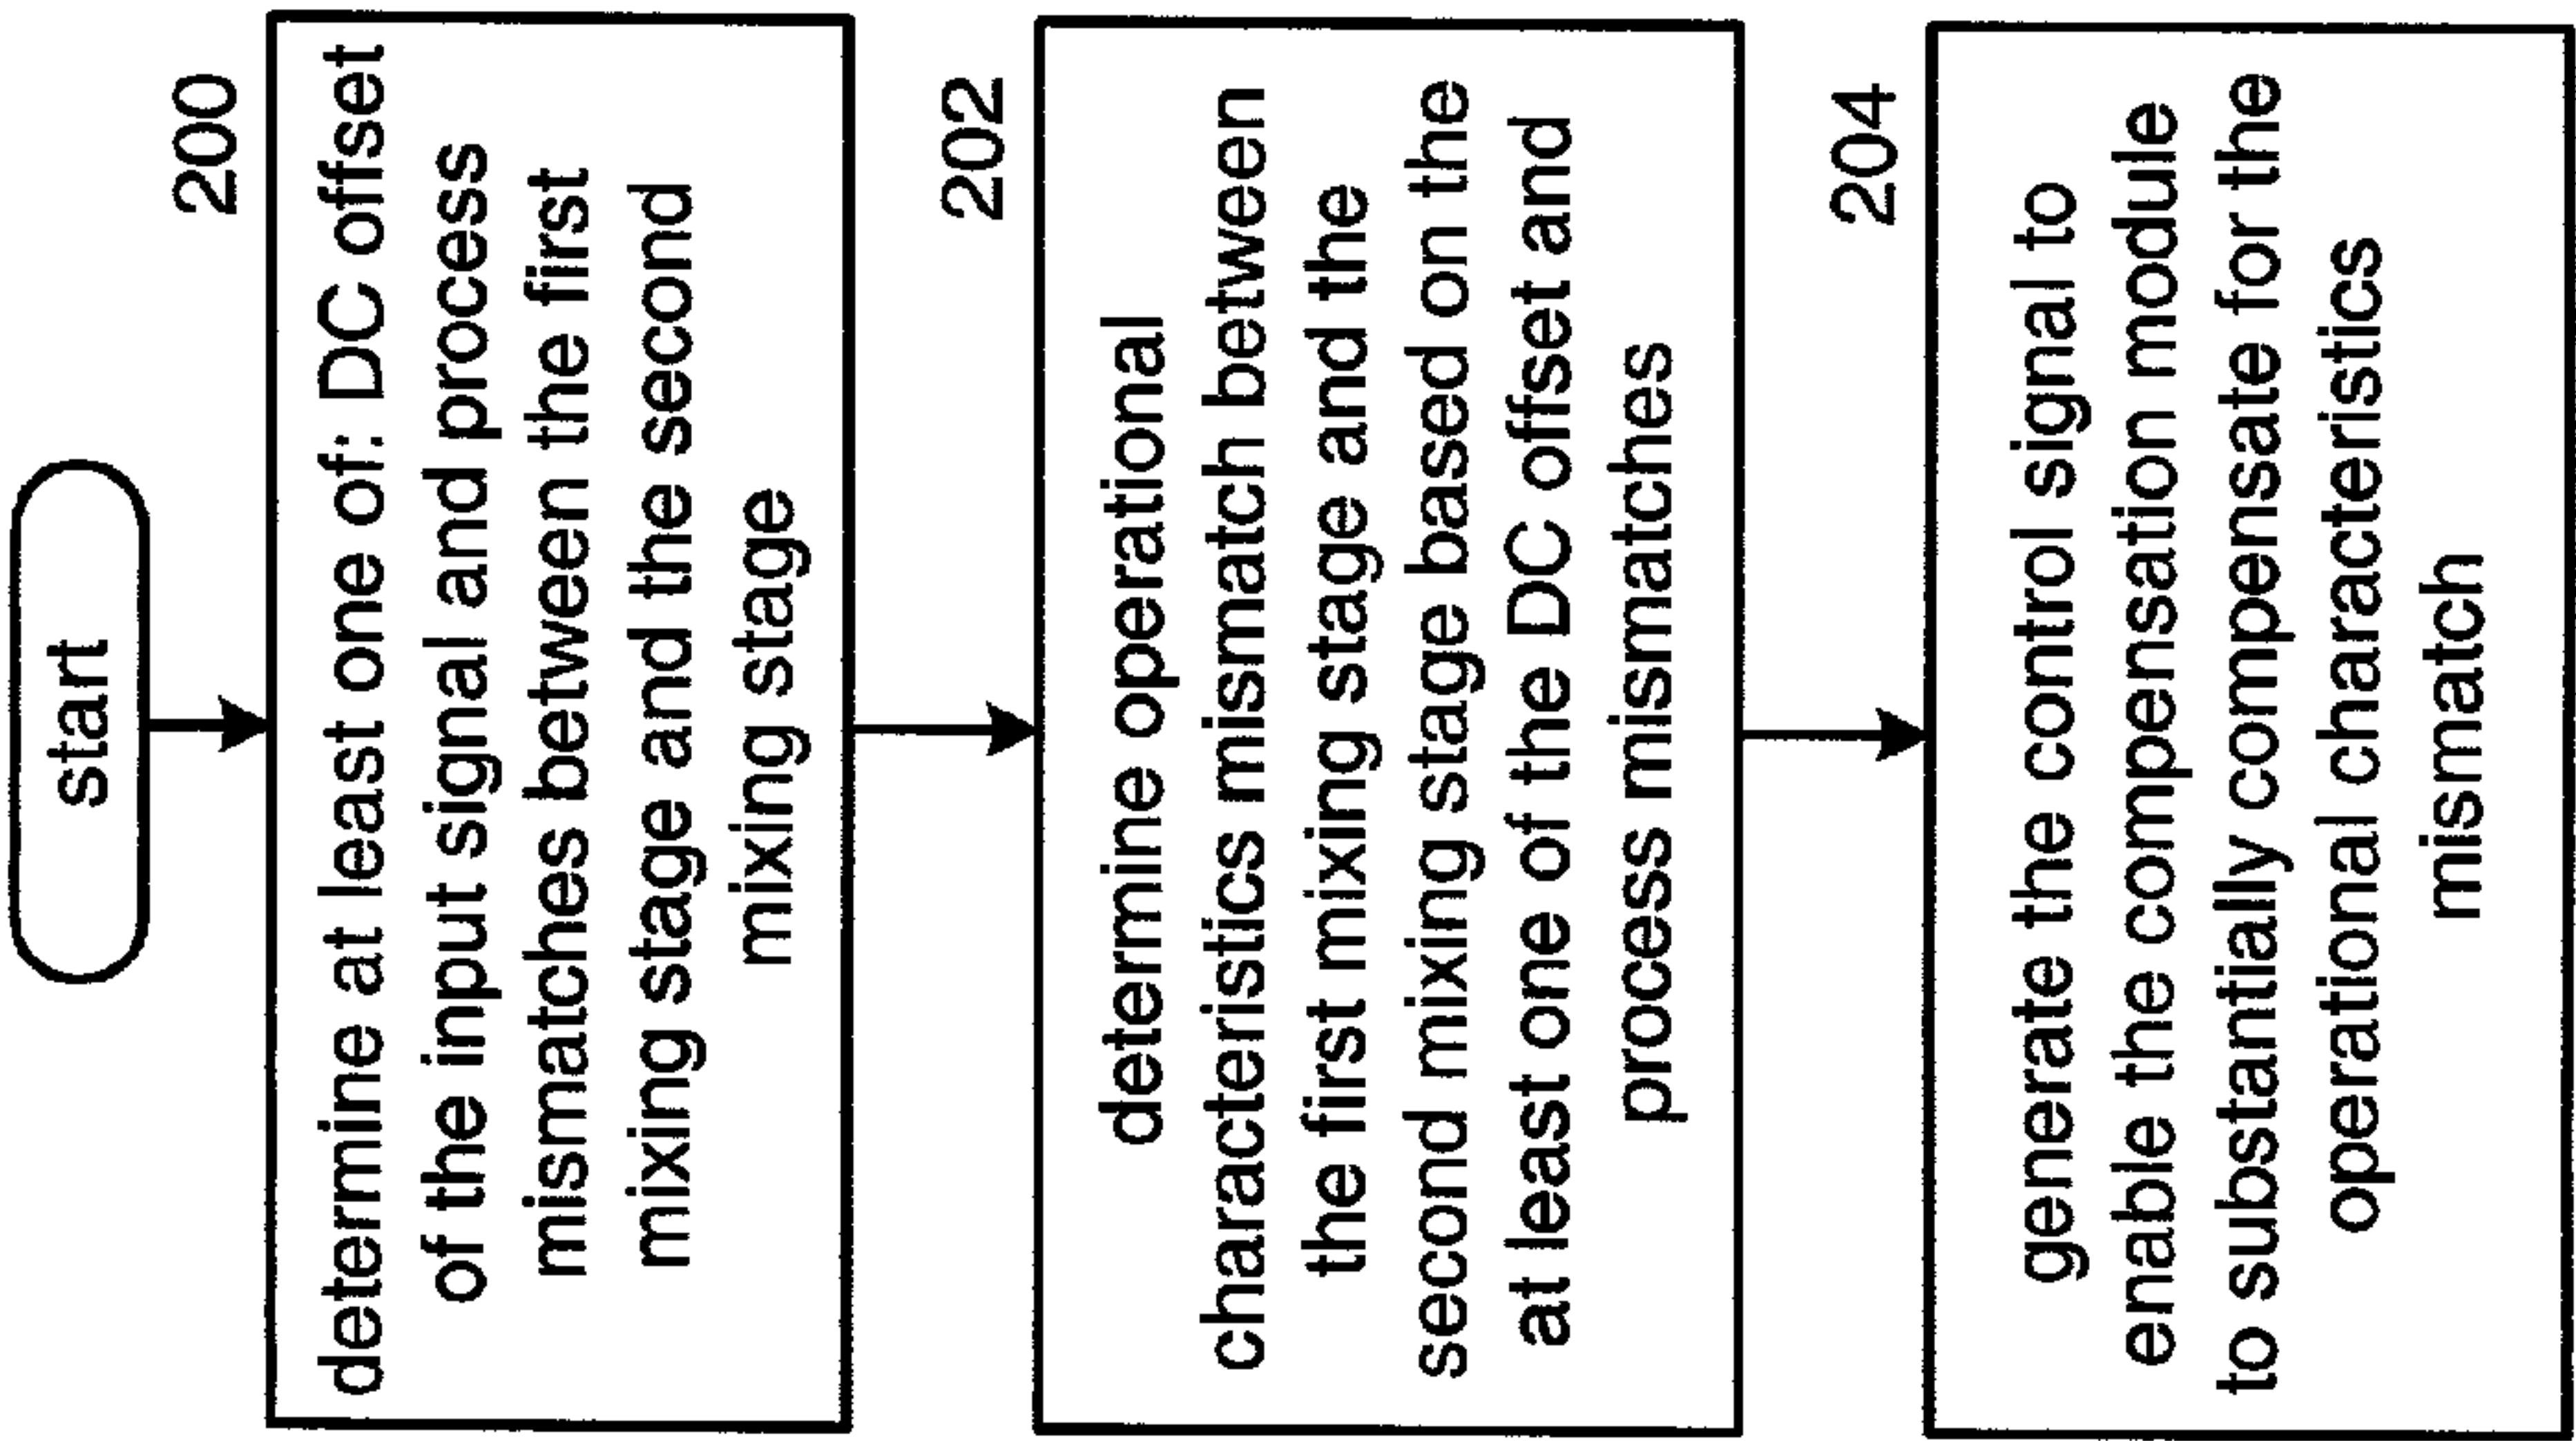 start
200
determine at least one of: DC offset
of the input signal and process
mismatches between the first
mixing stage and the second
mixing stage
202
determine operational
characteristics mismatch between
the first mixing stage and the
second mixing stage based on the
at least one of the DC offset and
process mismatches
204
generate the control signal to
enable the compensation module
to substantially compensate for the
operational characteristics
mismatch